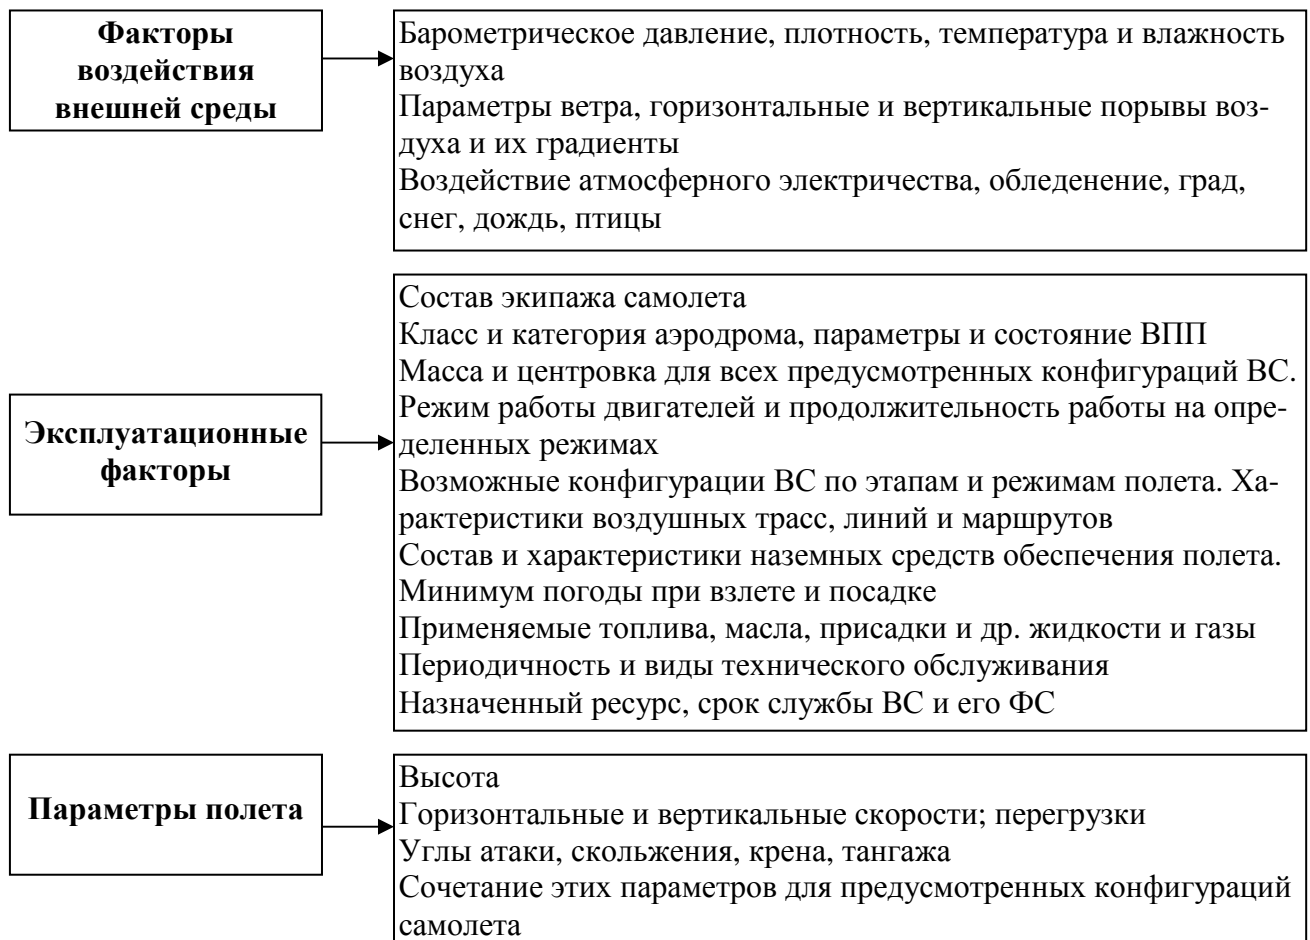 Факторы
воздействия
внешней среды
Барометрическое давление, плотность, температура и влажность
воздуха
Параметры ветра, горизонтальные и вертикальные порывы воз-
духа и их градиенты
Воздействие атмосферного электричества, обледенение, град,
снег, дождь, птицы
Эксплуатационные
факторы
Состав экипажа самолета
Класс и категория аэродрома, параметры и состояние ВПП
Масса и центровка для всех предусмотренных конфигураций ВС.
Режим работы двигателей и продолжительность работы на опре-
деленных режимах
Возможные конфигурации ВС по этапам и режимам полета. Ха-
рактеристики воздушных трасс, линий и маршрутов
Состав и характеристики наземных средств обеспечения полета.
Минимум погоды при взлете и посадке
Применяемые топлива, масла, присадки и др. жидкости и газы
Периодичность и виды технического обслуживания
Назначенный ресурс, срок службы ВС и его ФС
Параметры полета
Высота
Горизонтальные и вертикальные скорости; перегрузки
Углы атаки, скольжения, крена, тангажа
Сочетание этих параметров для предусмотренных конфигураций
самолета